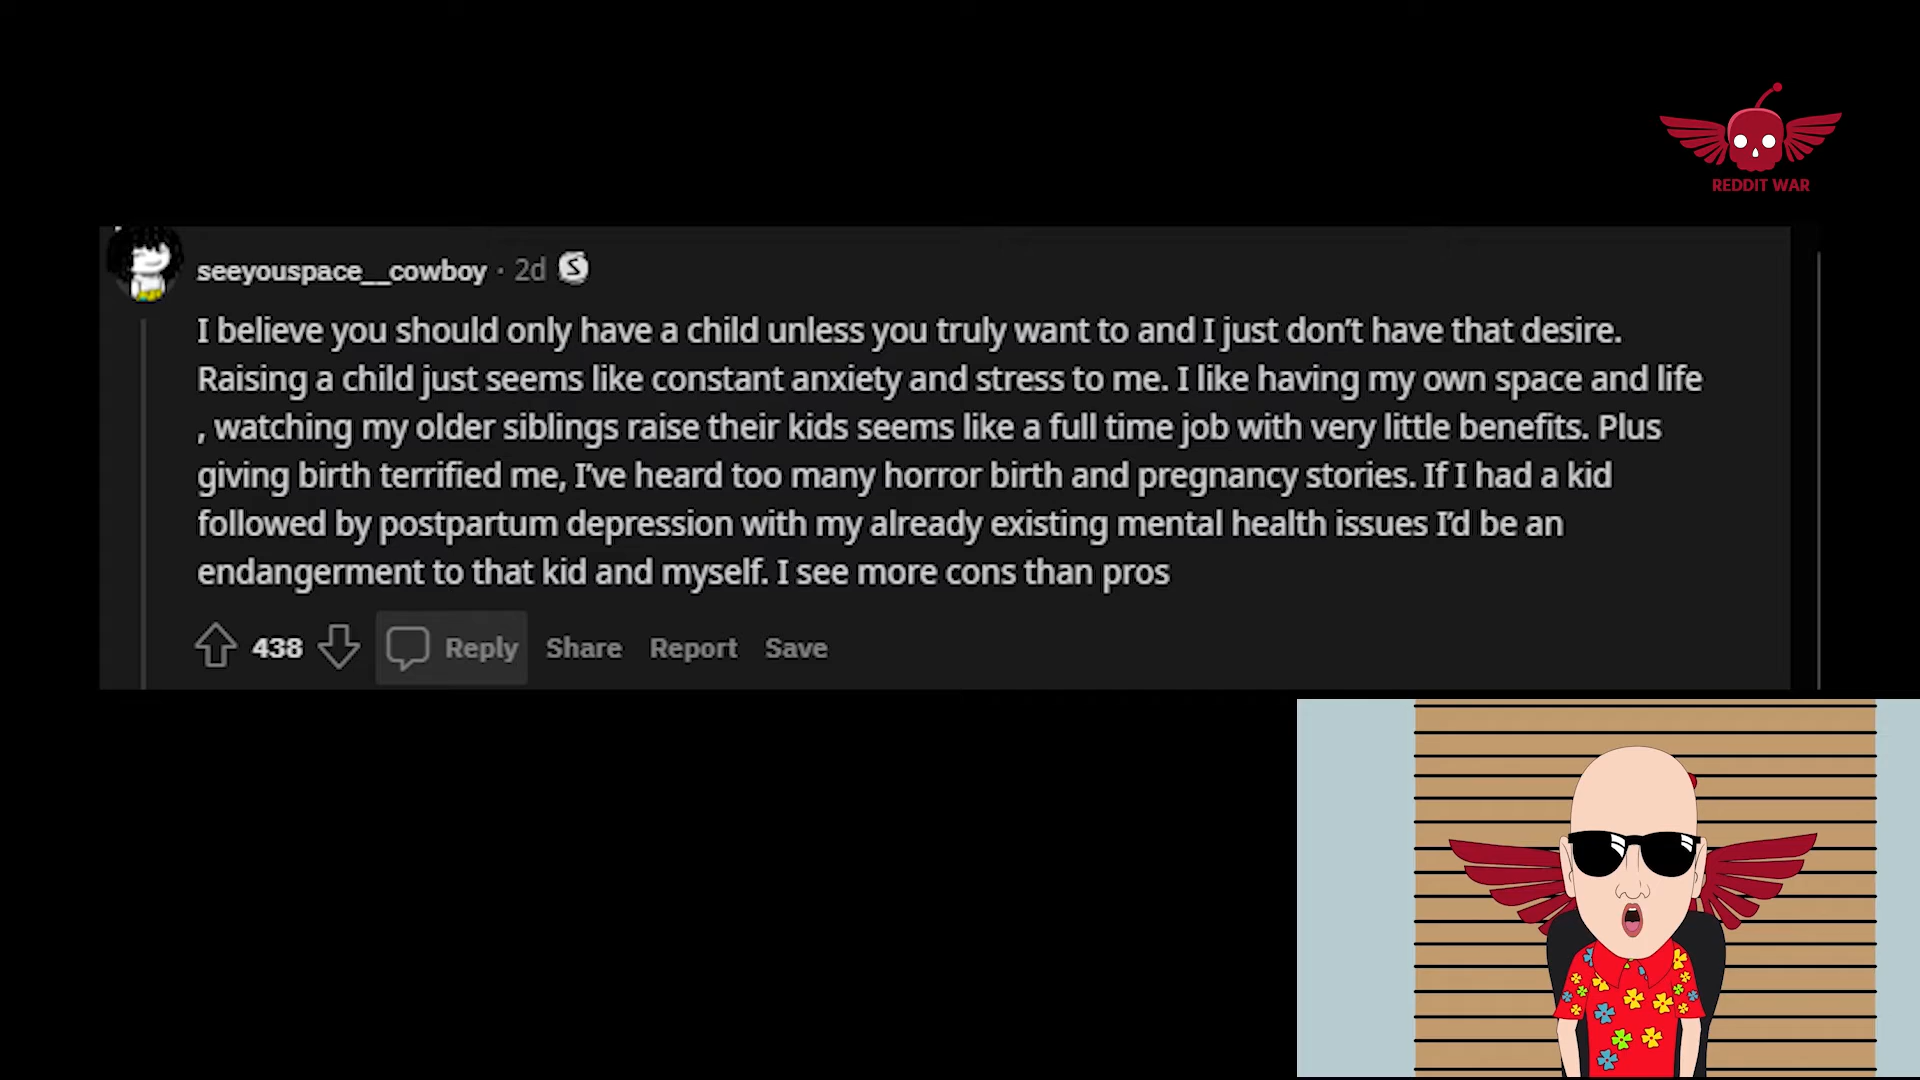 REDDIT WAR
seeyouspace__cowboy · 2d
I believe you should only have a child unless you truly want to and I just don't have that desire.
Raising a child just seems like constant anxiety and stress to me. I like having my own space and life
, watching my older siblings raise their kids seems like a full time job with very little benefits. Plus
giving birth terrified me, I've heard too many horror birth and pregnancy stories. If I had a kid
followed by postpartum depression with my already existing mental health issues I'd be an
endangerment to that kid and myself. I see more cons than pros
438 Reply Share Report Save